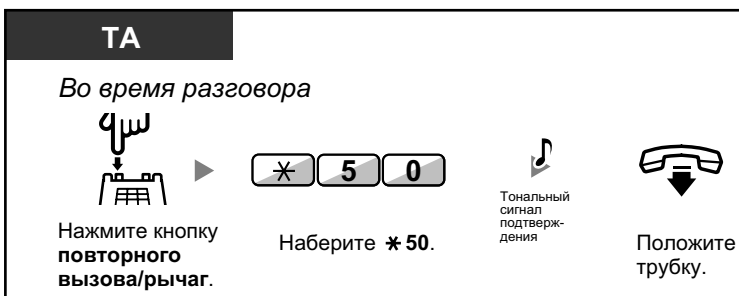 ТА
Во время разговора
✳ 5 0
Нажмите кнопку
повторного
вызова/рычаг.
Наберите ✳ 50.
Тональный
сигнал
подтверж-
дения
Положите
трубку.